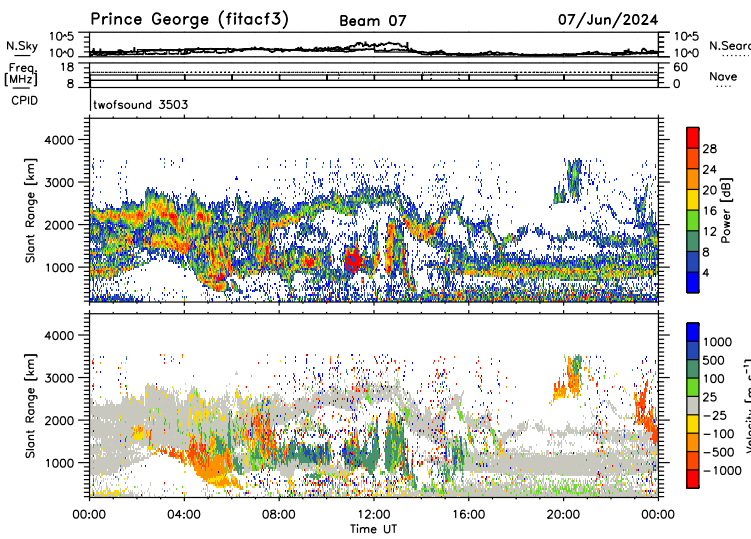 Prince George (fitacf3) Beam 07 07/Jun/2024
N.Sky 10^5 10^0 10^5 10^0 N.Searc
Freq [MHz] 18 8 60 0 Nave
CPID twofsound 3503
Slant Range [km] 4000 3000 2000 1000
28 24 20 16 12 8 4 Power [dB]
Slant Range [km] 4000 3000 2000 1000
1000 500 100 25 -25 -100 -500 -1000 Velocity [m s^-1]
00:00 04:00 08:00 12:00 16:00 20:00 00:00
Time UT